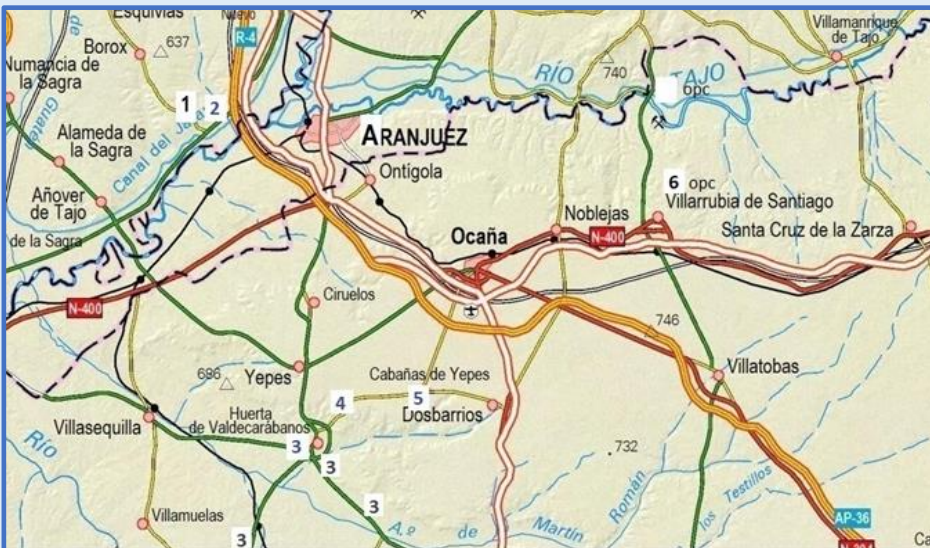 Esquivias
Nuevo
de
Borox
637
R-4
Villamanrique
de Tajo
Numancia de
la Sagra
RÍO
740
TAJO
opc
1
2
Guatén
Canal del Jarama
ARANJUEZ
Alameda de
la Sagra
Ontígola
Añover
de Tajo
6 opc
Villarrubia de Santiago
Noblejas
N-400
Santa Cruz de la Zarza
de la Sagra
Ocaña
N-400
Ciruelos
746
Yepes
686
Cabañas de Yepes
Villatobas
4
5
Dosbarrios
Huerta
de Valdecarábanos
Villasequilla
3
3
RÍO
732
Villamuelas
3
3
A.º de Martín Román
los Testillos
AP-36